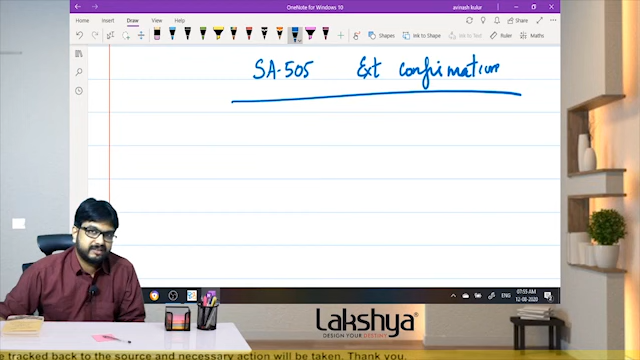 OneNote for Windows 10
avinash kular
Home Insert Draw View Help
Share
Shapes Ink to Shape Ink to Text Ruler Maths
SA-505 Ext confirmation
ENG
07:55 AM
12-08-2020
Lakshya®
DESIGN YOUR DESTINY
e tracked back to the source and necessary action will be taken. Thank you.